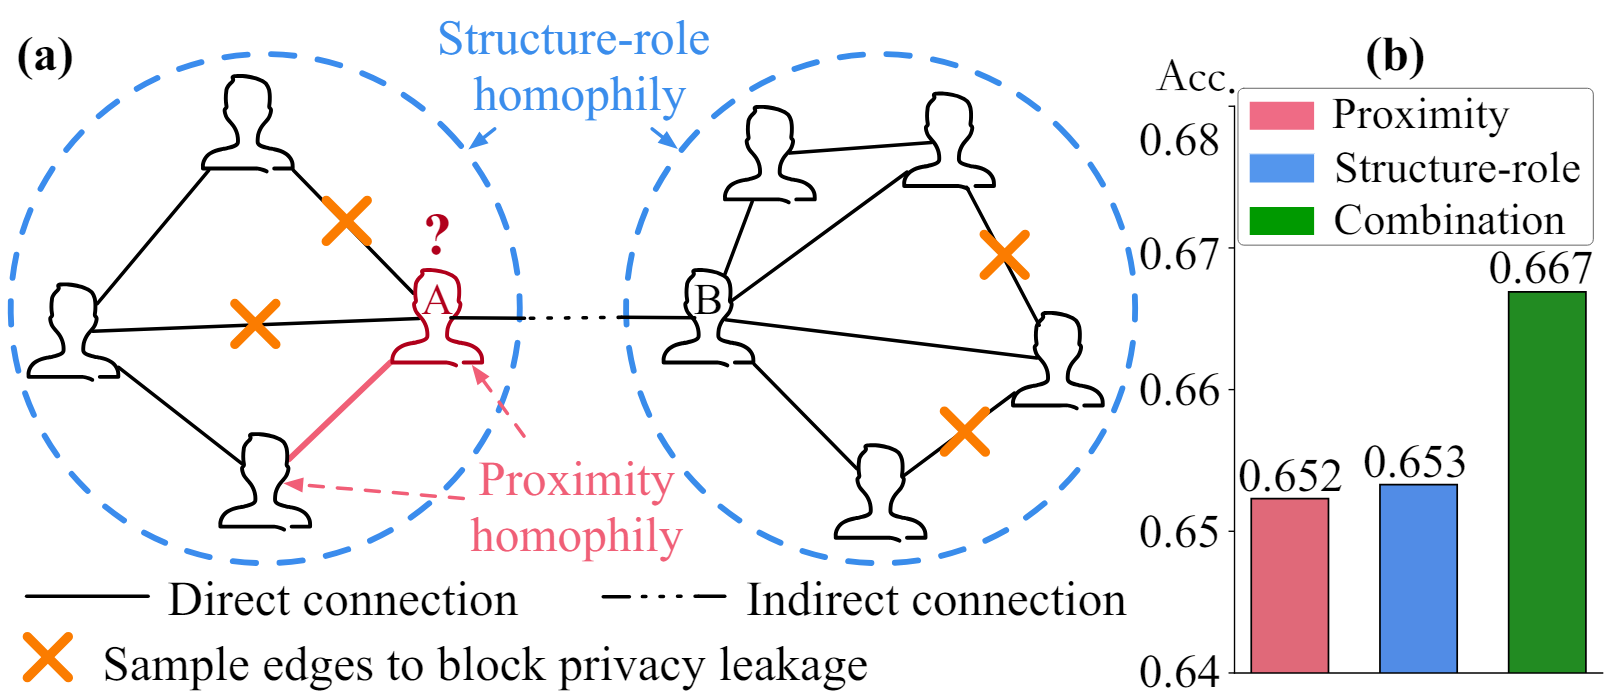 (a)
Structure-role
homophily
?
A
B
Proximity
homophily
Direct connection
Indirect connection
Sample edges to block privacy leakage
(b)
Acc.
Proximity
Structure-role
Combination
0.68
0.67
0.66
0.65
0.64
0.652
0.653
0.667